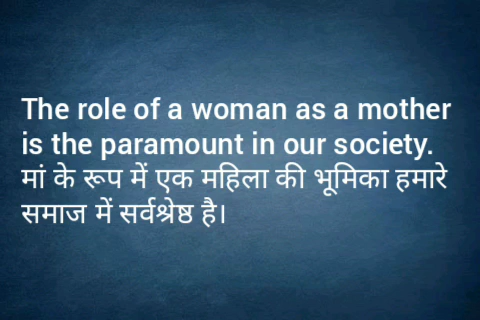 The role of a woman as a mother
is the paramount in our society.
मां के रूप में एक महिला की भूमिका हमारे
समाज में सर्वश्रेष्ठ है।